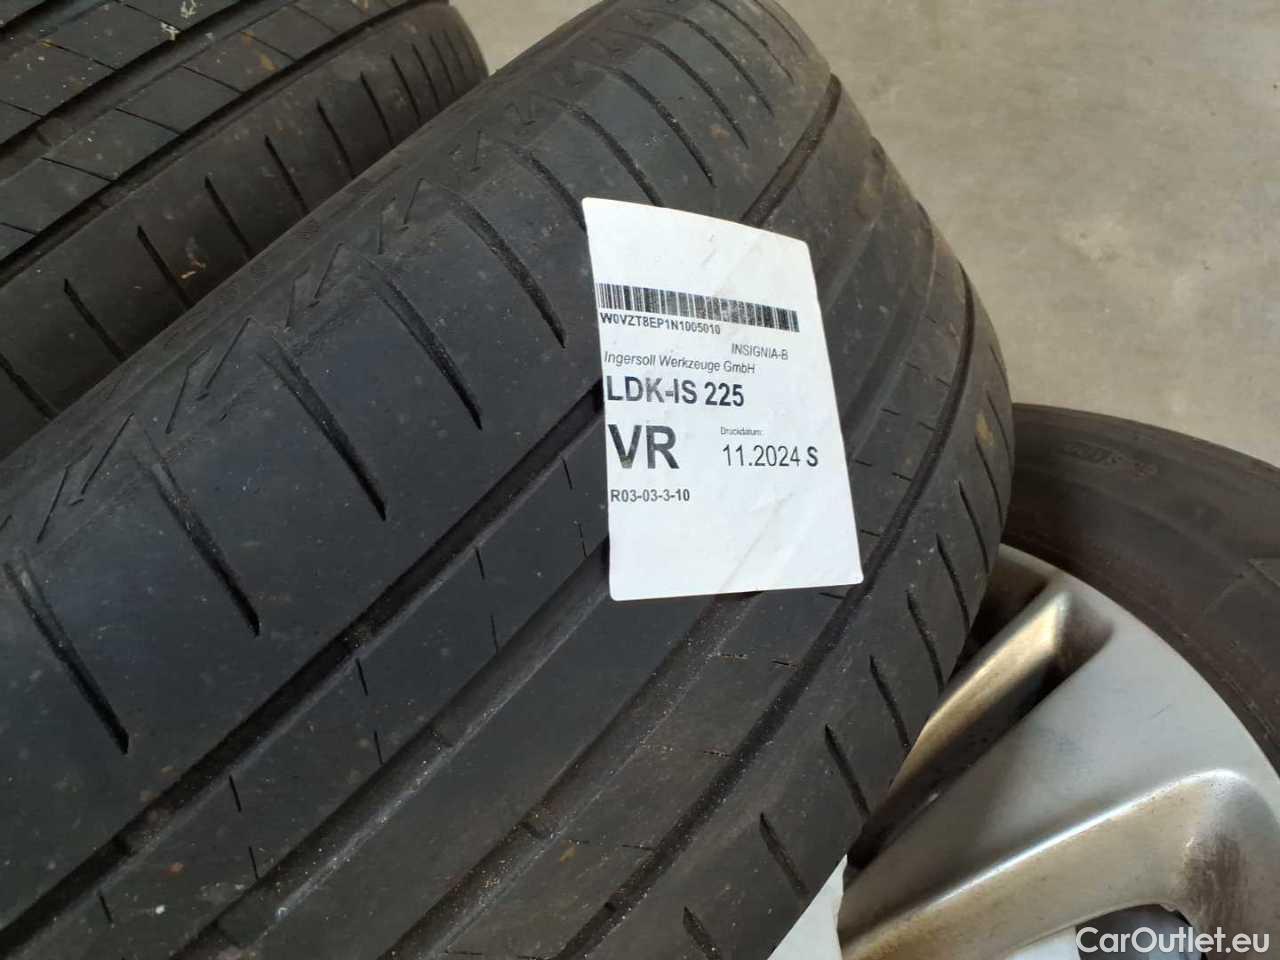 W0VZT8EP1N1005010
INSIGNIA-B
Ingersoll Werkzeuge GmbH
LDK-IS 225
VR
Druckdatum:
11.2024 S
R03-03-3-10
CarOutlet.eu